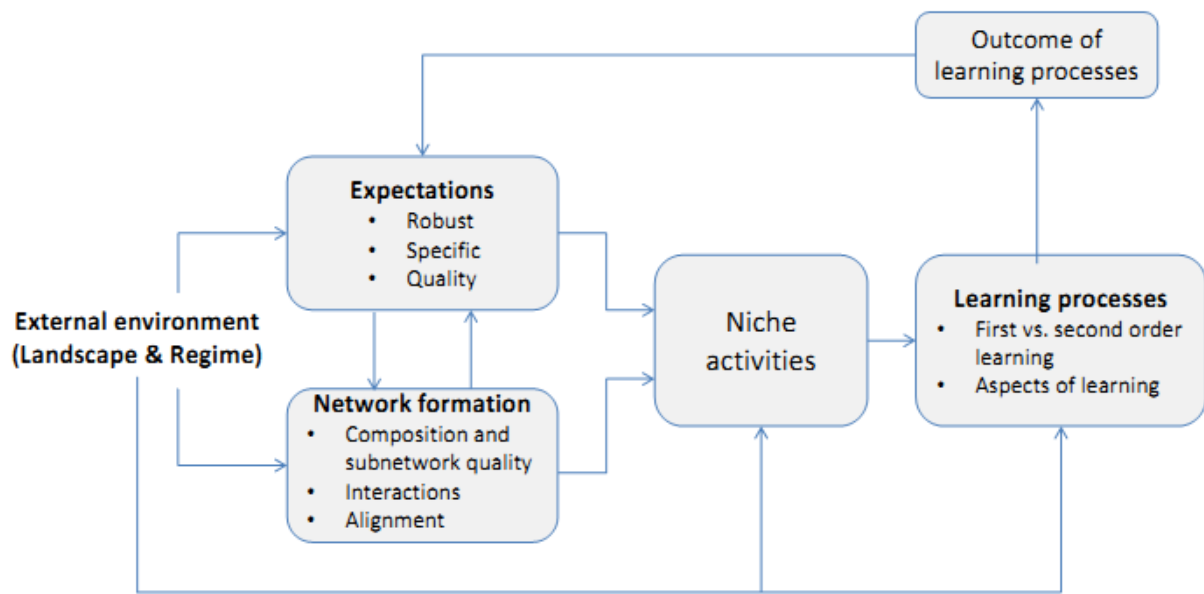 Outcome of
learning processes
Expectations
• Robust
• Specific
• Quality
External environment
(Landscape & Regime)
Network formation
• Composition and
subnetwork quality
• Interactions
• Alignment
Niche
activities
Learning processes
• First vs. second order
learning
• Aspects of learning